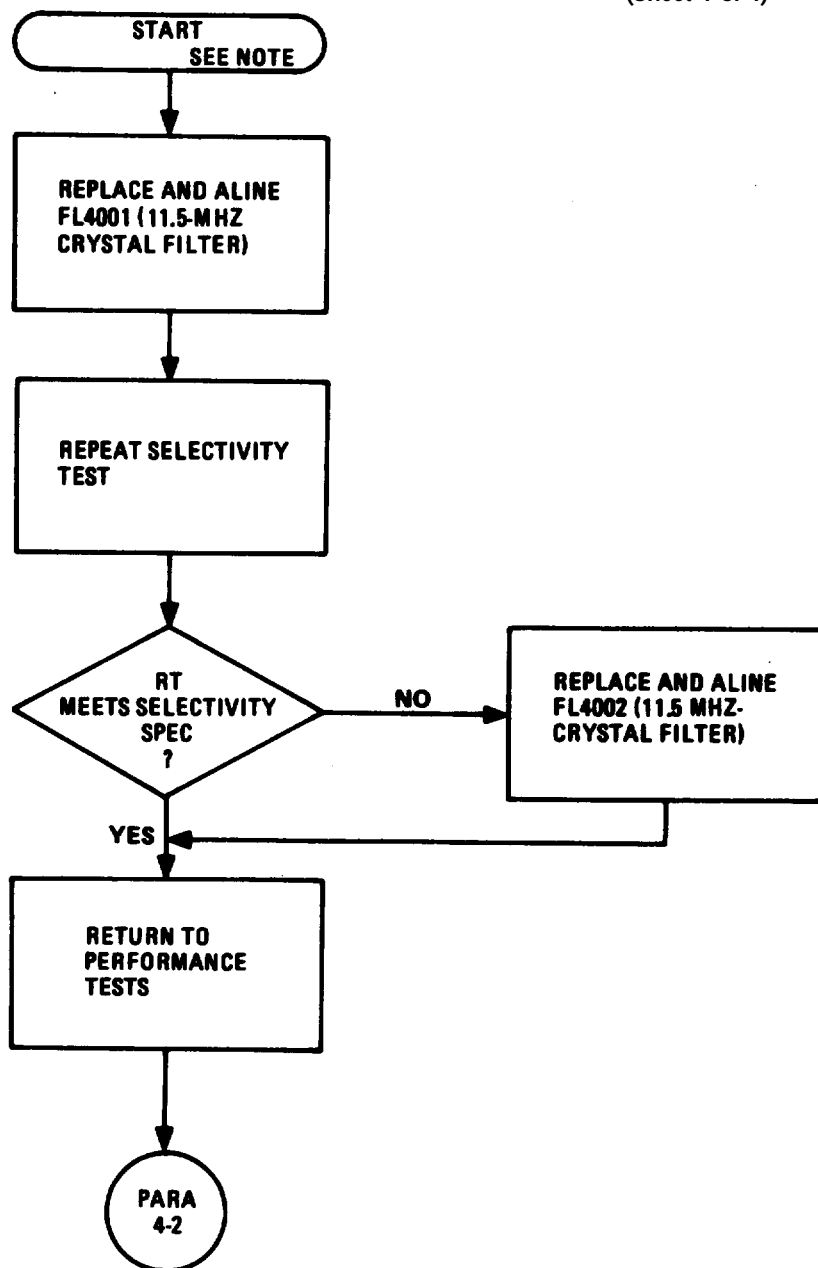 START
SEE NOTE
REPLACE AND ALINE
FL4001 (11.5-MHZ
CRYSTAL FILTER)
REPEAT SELECTIVITY
TEST
RT
MEETS SELECTIVITY
SPEC
?
NO
REPLACE AND ALINE
FL4002 (11.5 MHZ-
CRYSTAL FILTER)
YES
RETURN TO
PERFORMANCE
TESTS
PARA
4-2